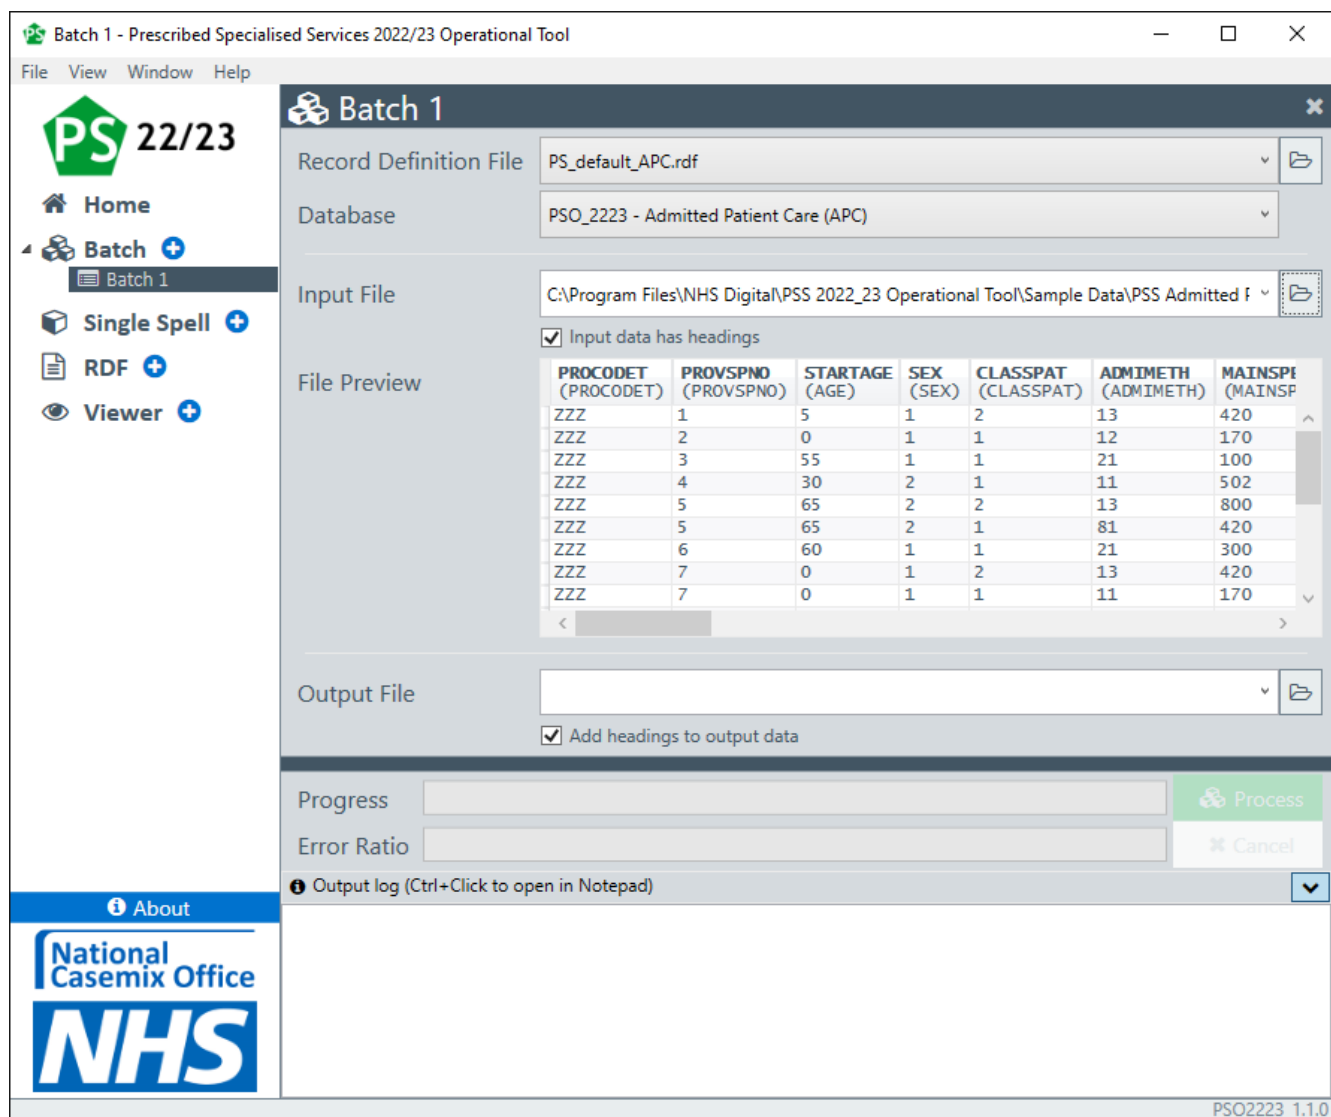 Batch 1 - Prescribed Specialised Services 2022/23 Operational Tool
File View Window Help
PS 22/23
Home
Batch
Batch 1
Single Spell
RDF
Viewer
Batch 1
Record Definition File PS_default_APC.rdf
Database PSO_2223 - Admitted Patient Care (APC)
Input File C:\Program Files\NHS Digital\PSS 2022_23 Operational Tool\Sample Data\PSS Admitted F
Input data has headings
File Preview
PROCODET PROVSPNO STARTAGE SEX CLASSPAT ADMIMETH MAINSPE
(PROCODET) (PROVSPNO) (AGE) (SEX) (CLASSPAT) (ADMIMETH) (MAINSP
ZZZ 1 5 1 2 13 420
ZZZ 2 0 1 1 12 170
ZZZ 3 55 1 1 21 100
ZZZ 4 30 2 1 11 502
ZZZ 5 65 2 2 13 800
ZZZ 5 65 2 1 81 420
ZZZ 6 60 1 1 21 300
ZZZ 7 0 1 2 13 420
ZZZ 7 0 1 1 11 170
Output File
Add headings to output data
Progress
Process
Error Ratio
Cancel
Output log (Ctrl+Click to open in Notepad)
About
National
Casemix Office
NHS
PSO2223 1.1.0